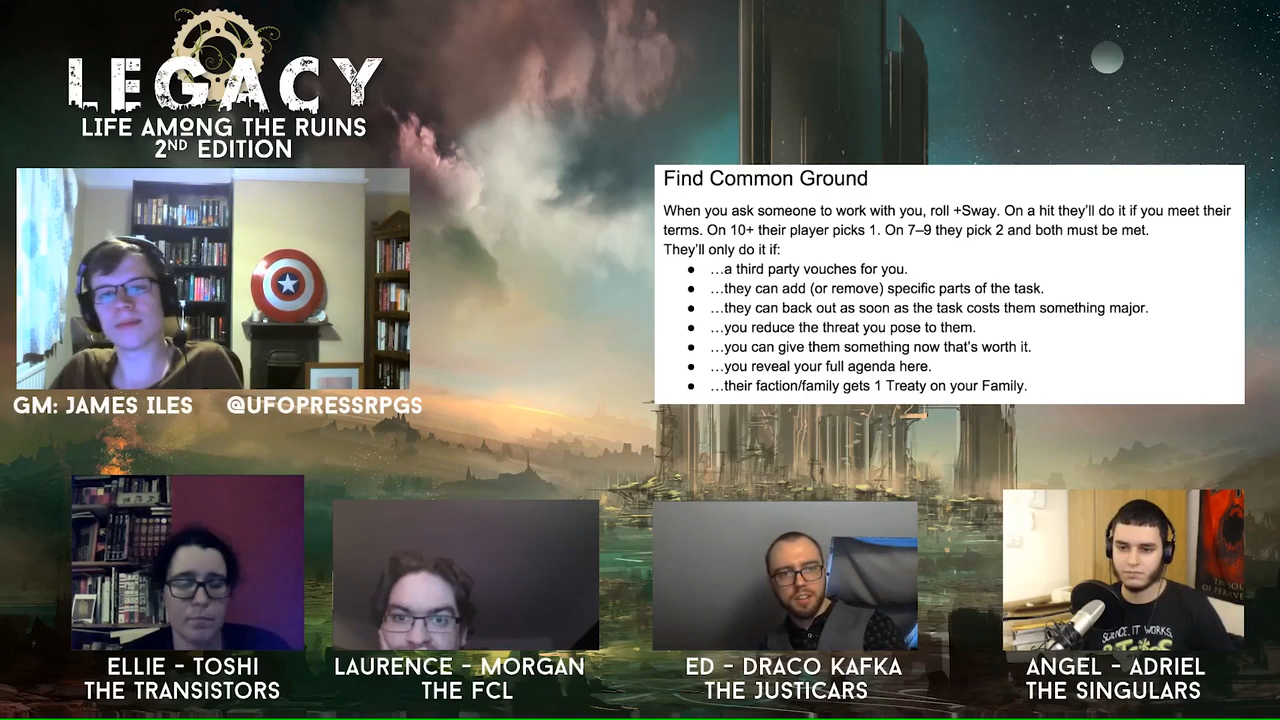 LEGACY
LIFE AMONG THE RUINS
2ND EDITION
Find Common Ground
When you ask someone to work with you, roll +Sway. On a hit they'll do it if you meet their
terms. On 10+ their player picks 1. On 7–9 they pick 2 and both must be met.
They'll only do it if:
● …a third party vouches for you.
● …they can add (or remove) specific parts of the task.
● …they can back out as soon as the task costs them something major.
● …you reduce the threat you pose to them.
● …you can give them something now that's worth it.
● …you reveal your full agenda here.
● …their faction/family gets 1 Treaty on your Family.
GM: JAMES ILES @UFOPRESSRPGS
SCIENCE. IT WORKS,
ELLIE – TOSHI
THE TRANSISTORS
LAURENCE – MORGAN
THE FCL
ED – DRACO KAFKA
THE JUSTICARS
ANGEL – ADRIEL
THE SINGULARS